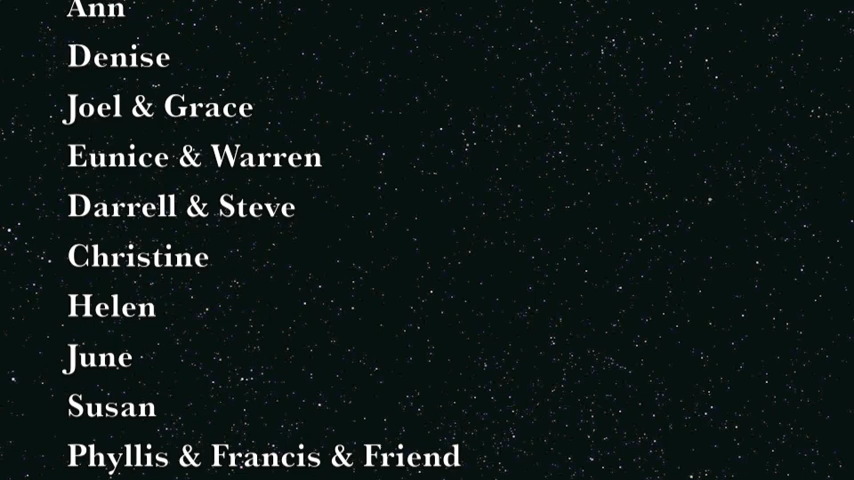 Ann
Denise
Joel & Grace
Eunice & Warren
Darrell & Steve
Christine
Helen
June
Susan
Phyllis & Francis & Friend